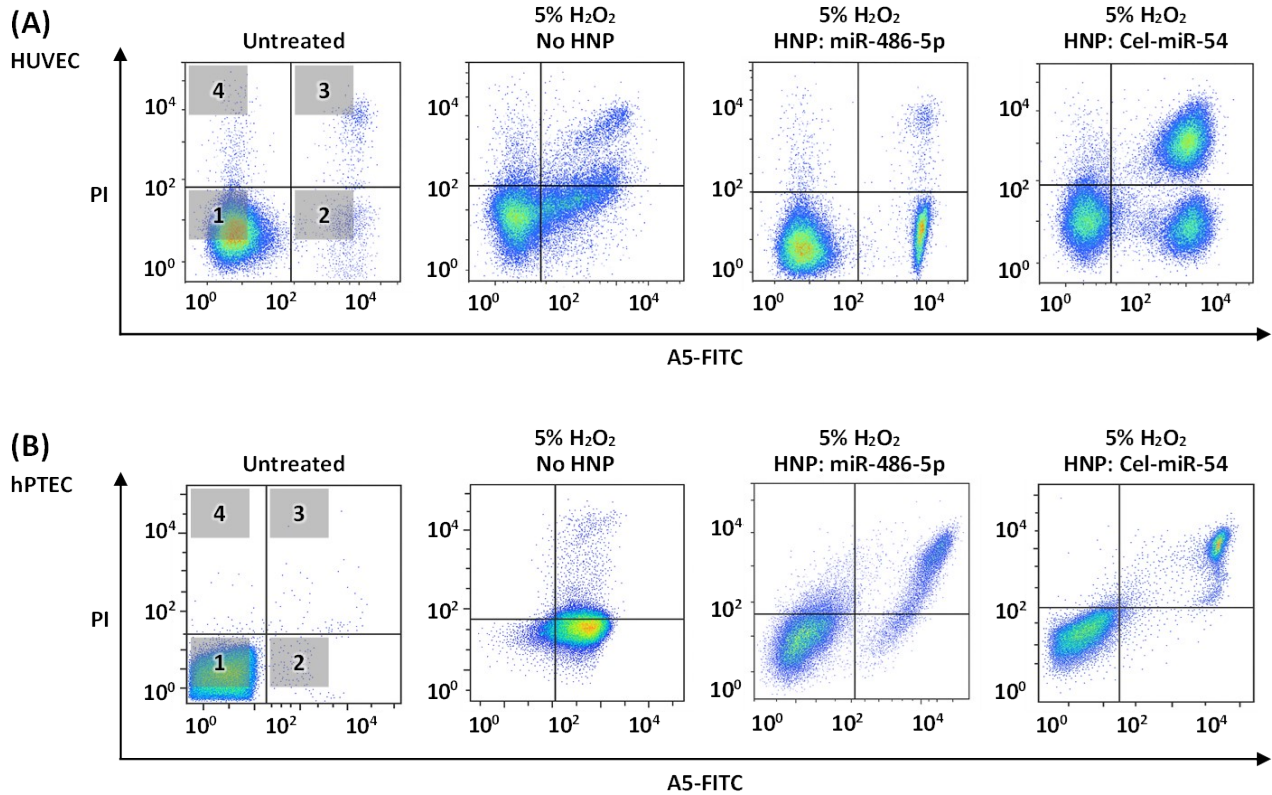 (A)
HUVEC
Untreated
5% H₂O₂
No HNP
5% H₂O₂
HNP: miR-486-5p
5% H₂O₂
HNP: Cel-miR-54
PI
10⁴
10²
10⁰
4
3
1
2
10⁰ 10² 10⁴
10⁴
10²
10⁰
10⁰ 10² 10⁴
10⁴
10²
10⁰
10⁰ 10² 10⁴
10⁴
10²
10⁰
10⁰ 10² 10⁴
A5-FITC
(B)
hPTEC
Untreated
5% H₂O₂
No HNP
5% H₂O₂
HNP: miR-486-5p
5% H₂O₂
HNP: Cel-miR-54
PI
10⁴
10²
10⁰
4
3
1
2
10⁰ 10² 10⁴
10⁴
10²
10⁰
10⁰ 10² 10⁴
10⁴
10²
10⁰
10⁰ 10² 10⁴
10⁴
10²
10⁰
10⁰ 10² 10⁴
A5-FITC